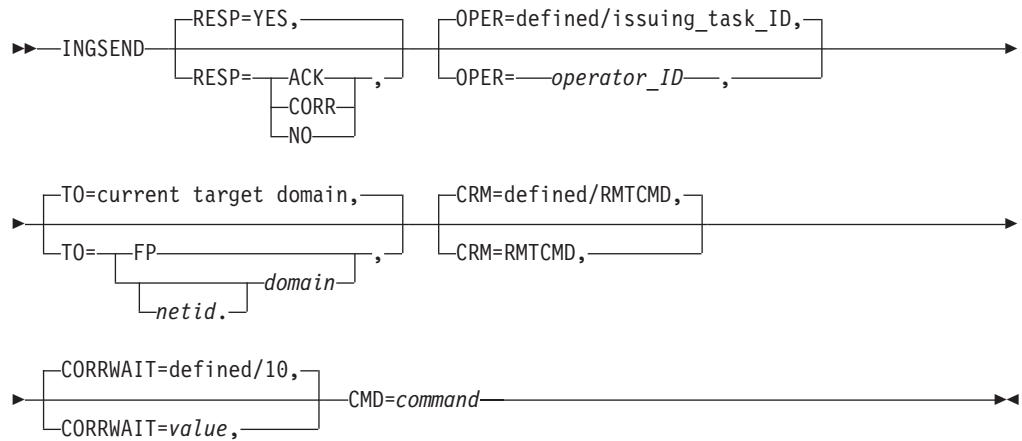 RESP=YES, OPER=defined/issuing_task_ID,
INGSEND
RESP= ACK , OPER= operator_ID ,
CORR
NO
TO=current target domain, CRM=defined/RMTCMD,
TO= FP , CRM=RMTCMD,
domain
netid.
CORRWAIT=defined/10,
CMD=command
CORRWAIT=value,